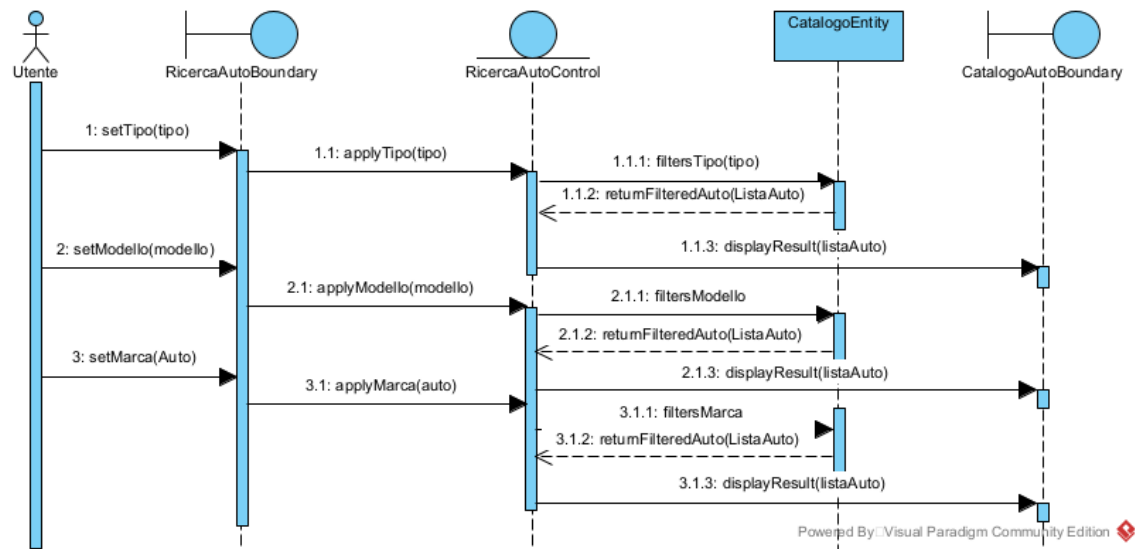 CatalogoEntity
Utente
RicercaAutoBoundary
RicercaAutoControl
CatalogoAutoBoundary
1: setTipo(tipo)
1.1: applyTipo(tipo)
1.1.1: filtersTipo(tipo)
1.1.2: returnFilteredAuto(ListaAuto)
2: setModello(modello)
1.1.3: displayResult(listaAuto)
2.1: applyModello(modello)
2.1.1: filtersModello
2.1.2: returnFilteredAuto(ListaAuto)
3: setMarca(Auto)
2.1.3: displayResult(listaAuto)
3.1: applyMarca(auto)
3.1.1: filtersMarca
3.1.2: returnFilteredAuto(ListaAuto)
3.1.3: displayResult(listaAuto)
Powered By Visual Paradigm Community Edition